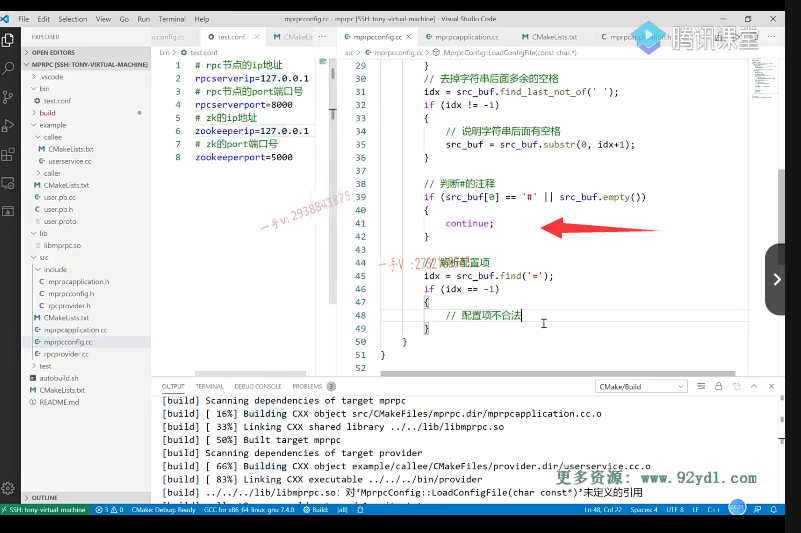 File Edit Selection View Go Run Terminal Help
mprpcconfig.cc - mprpc [SSH: tony-virtual-machine] - Visual Studio Code
腾讯课堂
EXPLORER
OPEN EDITORS
MPRPC [SSH: TONY-VIRTUAL-MACHINE]
.vscode
bin
test.conf
build
example
callee
CMakeLists.txt
userservice.cc
caller
CMakeLists.txt
user.pb.cc
user.pb.h
user.proto
lib
libmprpc.so
src
include
mprpcapplication.h
mprpcconfig.h
rpcprovider.h
CMakeLists.txt
mprpcapplication.cc
mprpcconfig.cc
rpcprovider.cc
test
autobuild.sh
CMakeLists.txt
README.md
OUTLINE
test.conf
bin > test.conf
1 # rpc节点的ip地址
2 rpcserverip=127.0.0.1
3 # rpc节点的port端口号
4 rpcserverport=8000
5 # zk的ip地址
6 zookeeperip=127.0.0.1
7 # zk的port端口号
8 zookeeperport=5000
mprpcconfig.cc mprpcapplication.cc CMakeLists.txt
src > mprpcconfig.cc > MprpcConfig::LoadConfigFile(const char *)
29 }
30 // 去掉字符串后面多余的空格
31 idx = src_buf.find_last_not_of(' ');
32 if (idx != -1)
33 {
34 // 说明字符串后面有空格
35 src_buf = src_buf.substr(0, idx+1);
36 }
37
38 // 判断#的注释
39 if (src_buf[0] == '#' || src_buf.empty())
40 {
41 continue;
42 }
43
44 // 解析配置项
45 idx = src_buf.find('=');
46 if (idx == -1)
47 {
48 // 配置项不合法
49 }
50 }
51 }
52
一手v: 2938843375
OUTPUT TERMINAL DEBUG CONSOLE PROBLEMS 3
CMake/Build
[build] Scanning dependencies of target mprpc
[build] [ 16%] Building CXX object src/CMakeFiles/mprpc.dir/mprpcapplication.cc.o
[build] [ 33%] Linking CXX shared library ../../lib/libmprpc.so
[build] [ 50%] Built target mprpc
[build] Scanning dependencies of target provider
[build] [ 66%] Building CXX object example/callee/CMakeFiles/provider.dir/userservice.cc.o
[build] [ 83%] Linking CXX executable ../../../bin/provider
[build] ../../../lib/libmprpc.so: 对‘MprpcConfig::LoadConfigFile(char const*)’未定义的引用
更多资源: www.92ydl.com
SSH: tony-virtual-machine 3 0 CMake: Debug: Ready GCC for x86_64 linux gnu 7.4.0 Build: [all] Ln 48, Col 22 Spaces: 4 UTF 8 LF C++